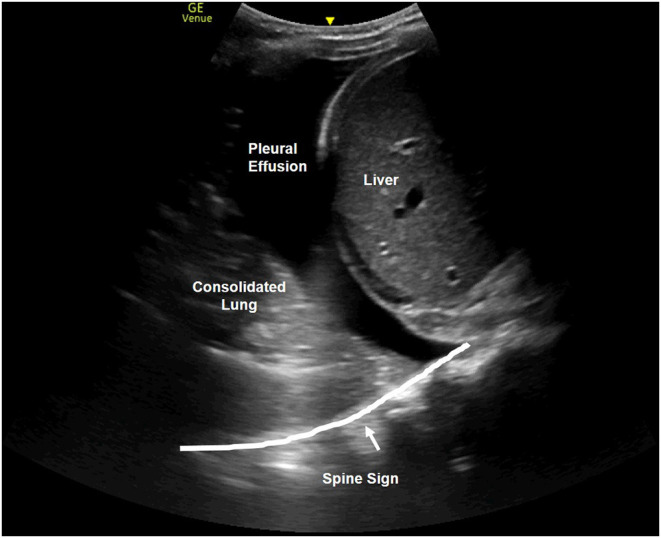 GE
Venue
Pleural
Effusion
Liver
Consolidated
Lung
Spine Sign